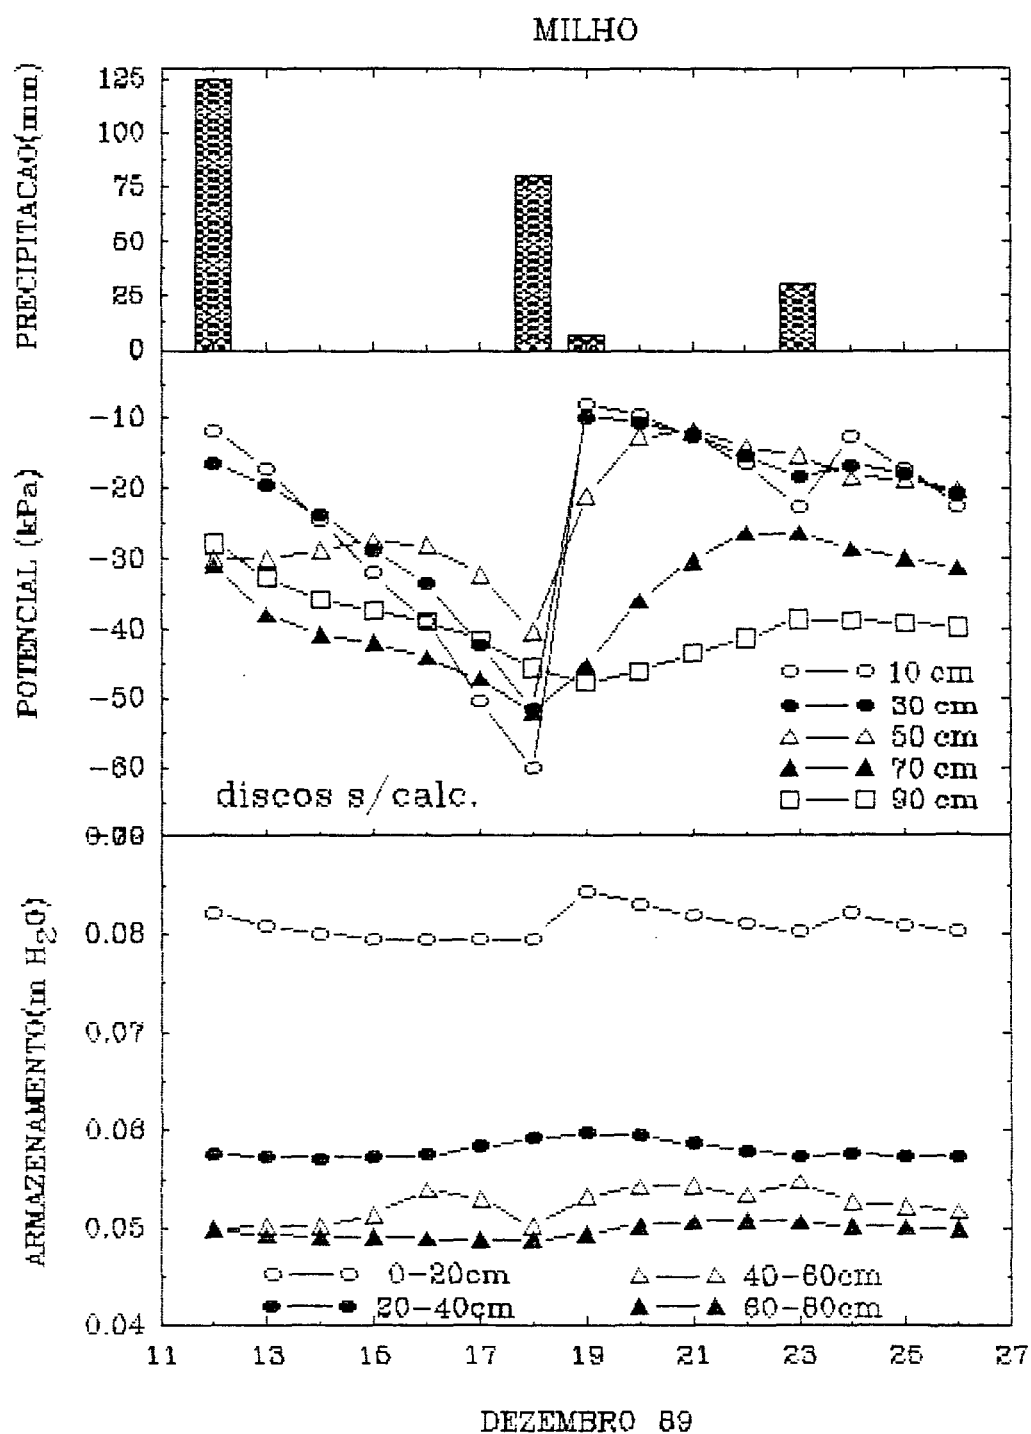 MILHO
PRECIPITACAO(mm)
125
100
75
50
25
0
POTENCIAL (kPa)
-10
-20
-30
-40
-50
-60
10 cm
30 cm
50 cm
70 cm
90 cm
discos s/calc.
ARMAZENAMENTO(m H2O)
0.08
0.07
0.06
0.05
0.04
0-20cm
40-60cm
20-40cm
60-80cm
11 13 15 17 19 21 23 25 27
DEZEMBRO 89